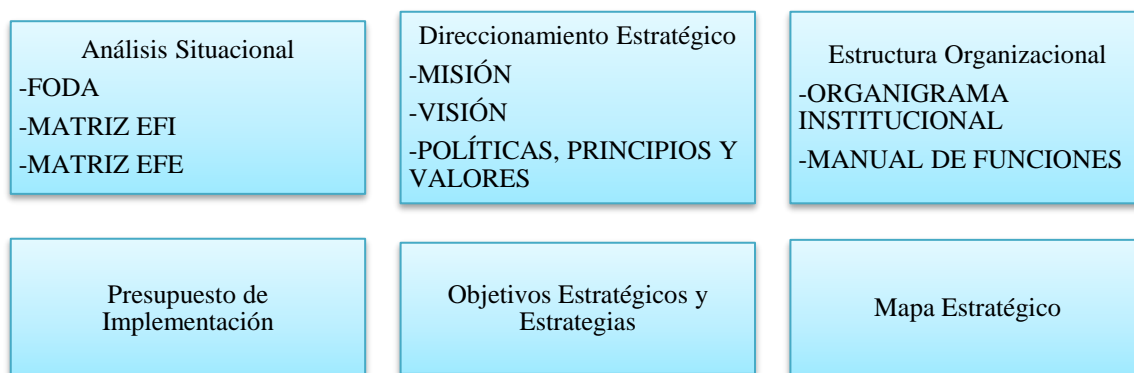 Análisis Situacional
-FODA
-MATRIZ EFI
-MATRIZ EFE
Direccionamiento Estratégico
-MISIÓN
-VISIÓN
-POLÍTICAS, PRINCIPIOS Y
VALORES
Estructura Organizacional
-ORGANIGRAMA
INSTITUCIONAL
-MANUAL DE FUNCIONES
Presupuesto de
Implementación
Objetivos Estratégicos y
Estrategias
Mapa Estratégico